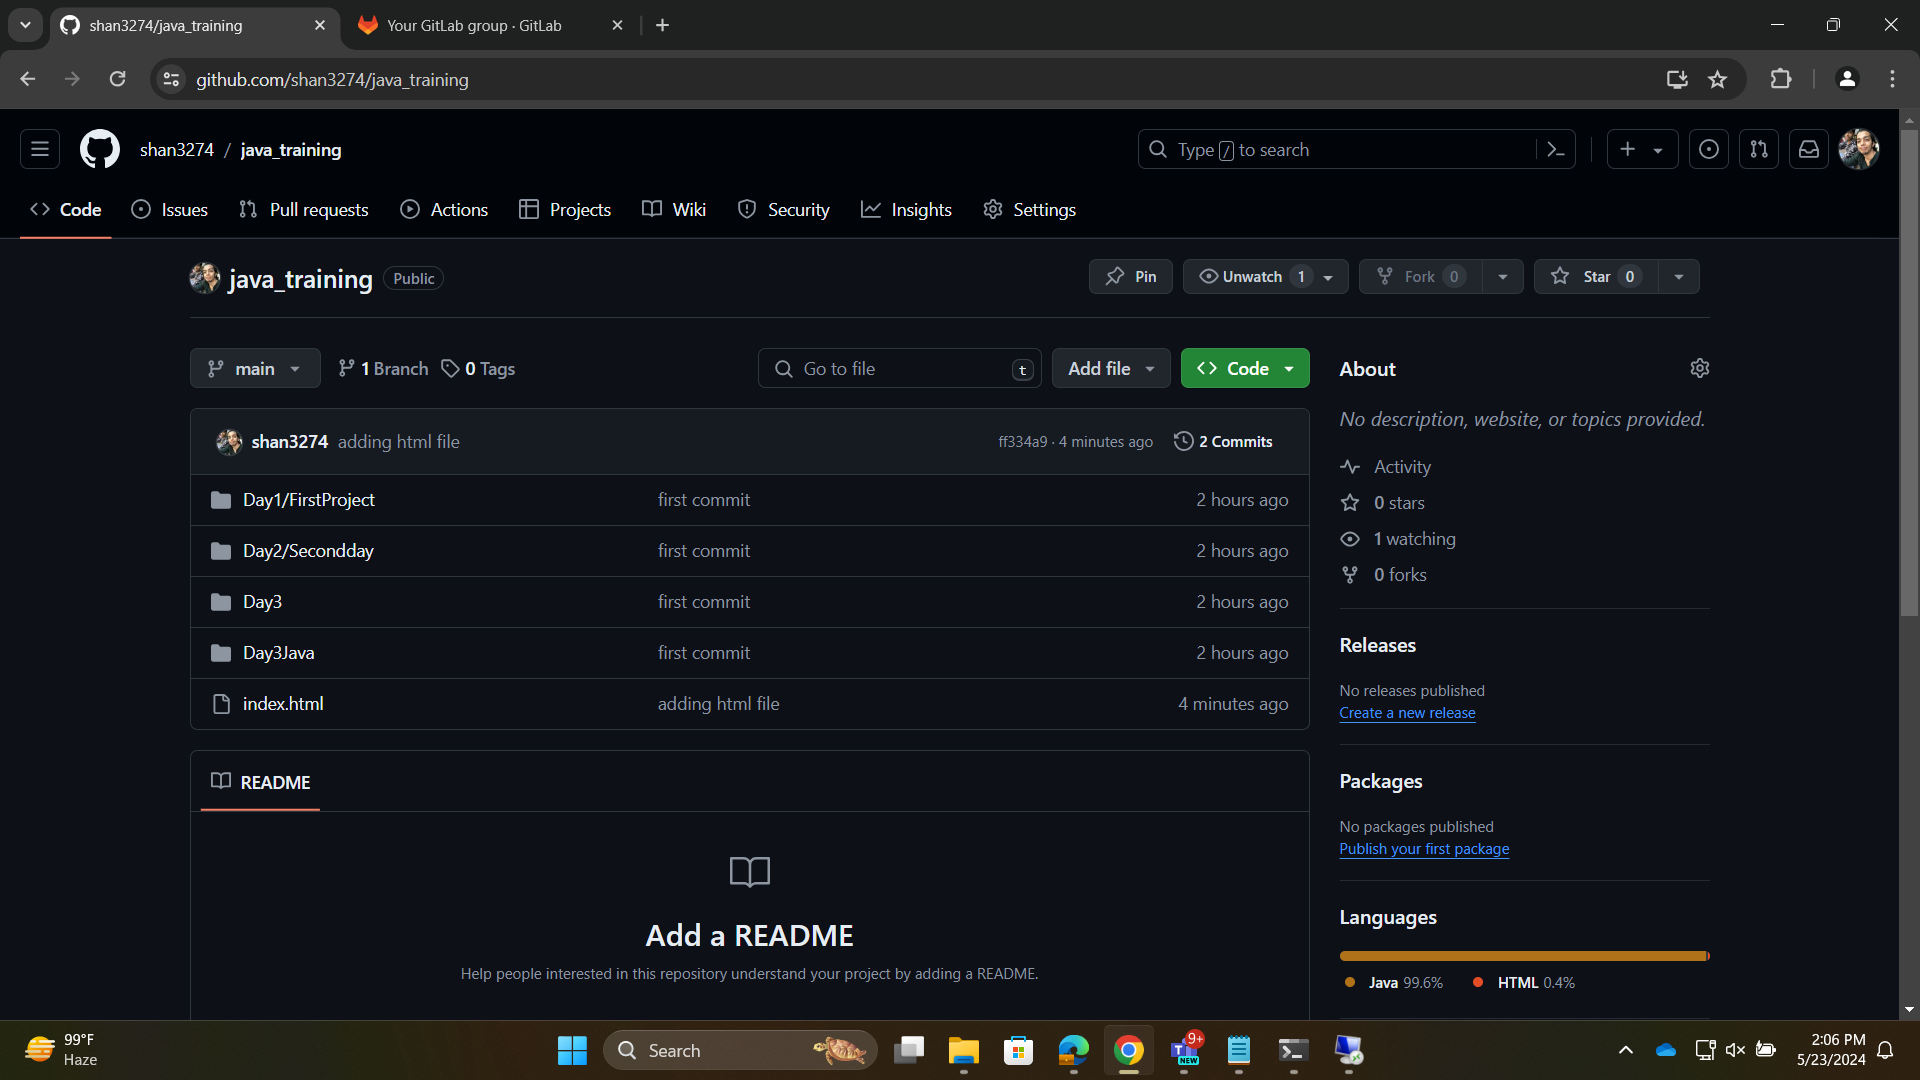 shan3274/java_training
Your GitLab group · GitLab
github.com/shan3274/java_training
shan3274 / java_training
Type / to search
Code
Issues
Pull requests
Actions
Projects
Wiki
Security
Insights
Settings
java_training Public
Pin
Unwatch 1
Fork 0
Star 0
main
1 Branch
0 Tags
Go to file t
Add file
Code
shan3274 adding html file
ff334a9 · 4 minutes ago
2 Commits
Day1/FirstProject first commit 2 hours ago
Day2/Secondday first commit 2 hours ago
Day3 first commit 2 hours ago
Day3Java first commit 2 hours ago
index.html adding html file 4 minutes ago
README
Add a README
Help people interested in this repository understand your project by adding a README.
About
No description, website, or topics provided.
Activity
0 stars
1 watching
0 forks
Releases
No releases published
Create a new release
Packages
No packages published
Publish your first package
Languages
Java 99.6% HTML 0.4%
99°F
Haze
Search
9+
NEW
2:06 PM
5/23/2024